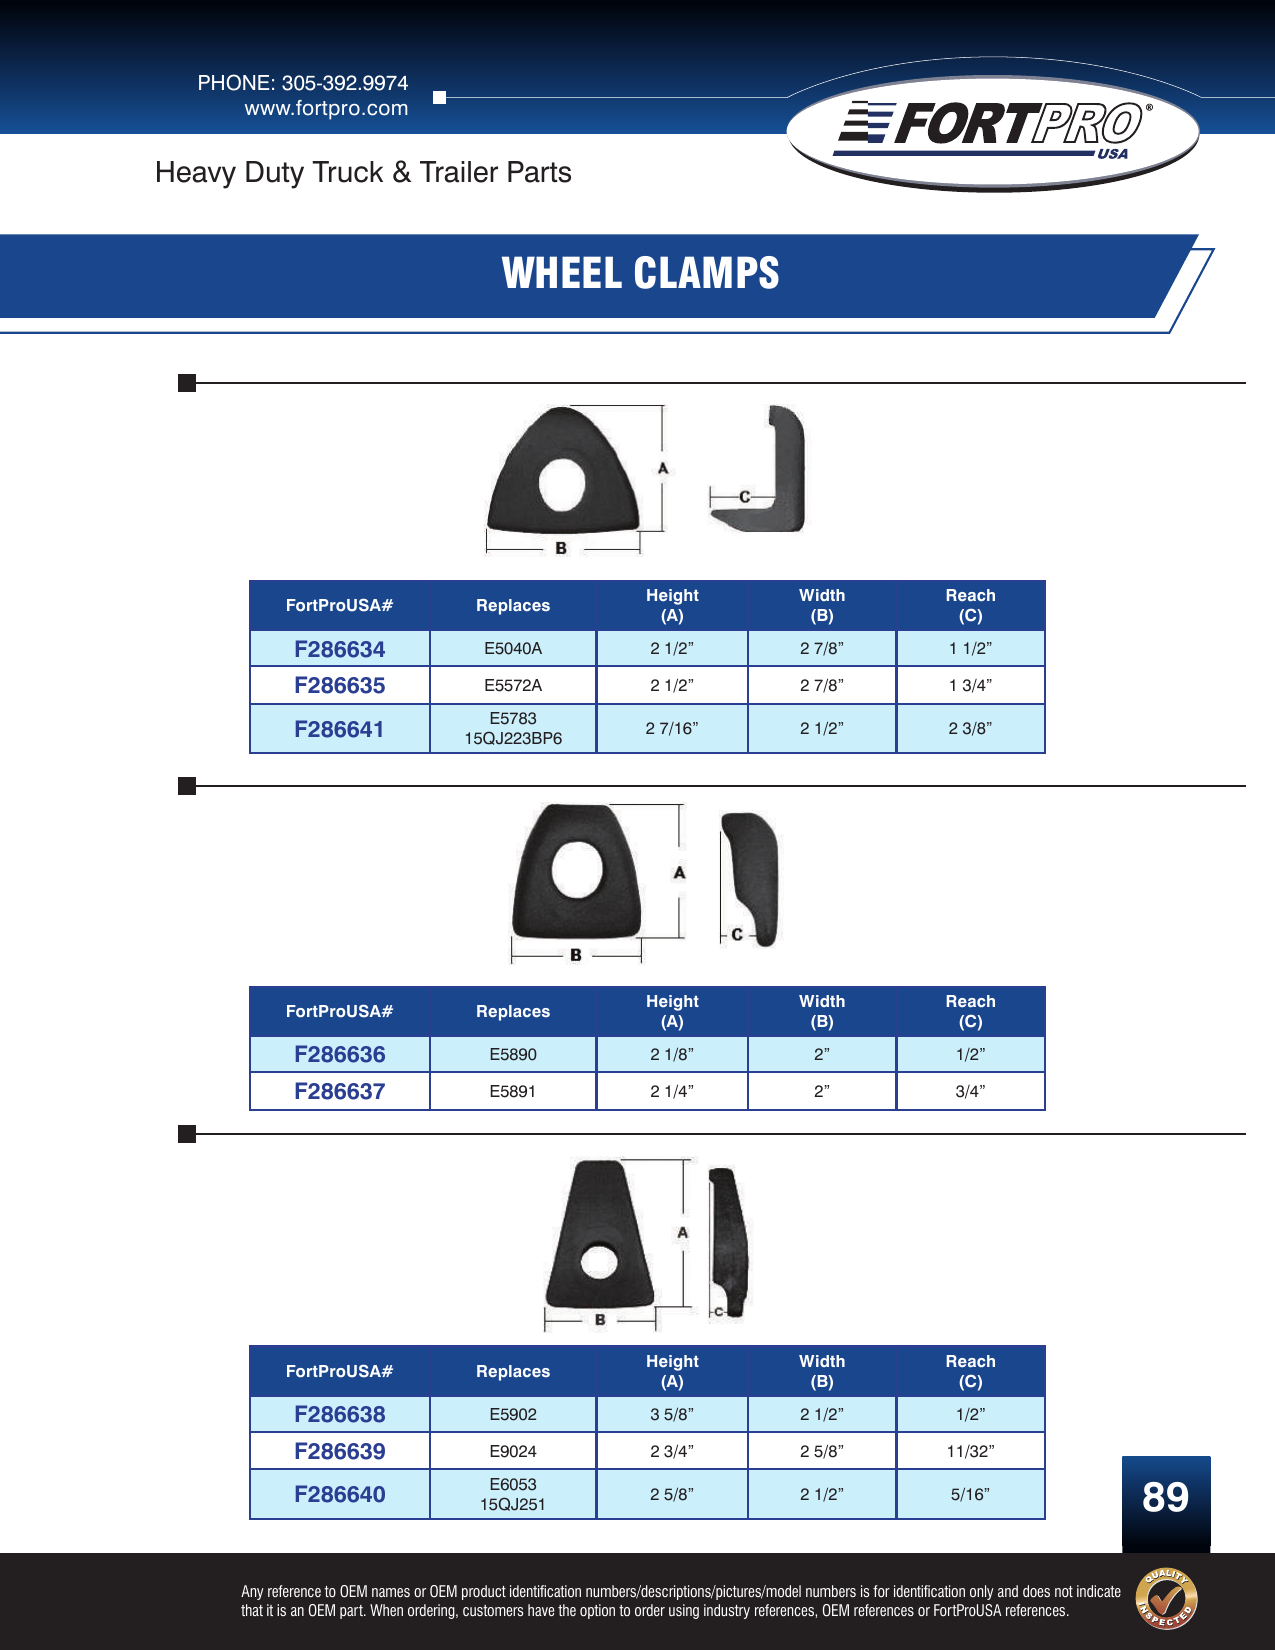 PHONE: 305-392.9974
www.fortpro.com
FORTPRO®
USA
Heavy Duty Truck & Trailer Parts
WHEEL CLAMPS
A
C
B
FortProUSA# Replaces Height (A) Width (B) Reach (C)
F286634 E5040A 2 1/2” 2 7/8” 1 1/2”
F286635 E5572A 2 1/2” 2 7/8” 1 3/4”
F286641 E5783 15QJ223BP6 2 7/16” 2 1/2” 2 3/8”
A
C
B
FortProUSA# Replaces Height (A) Width (B) Reach (C)
F286636 E5890 2 1/8” 2” 1/2”
F286637 E5891 2 1/4” 2” 3/4”
A
C
B
FortProUSA# Replaces Height (A) Width (B) Reach (C)
F286638 E5902 3 5/8” 2 1/2” 1/2”
F286639 E9024 2 3/4” 2 5/8” 11/32”
F286640 E6053 15QJ251 2 5/8” 2 1/2” 5/16”
89
Any reference to OEM names or OEM product identification numbers/descriptions/pictures/model numbers is for identification only and does not indicate
that it is an OEM part. When ordering, customers have the option to order using industry references, OEM references or FortProUSA references.
QUALITY
INSPECTED